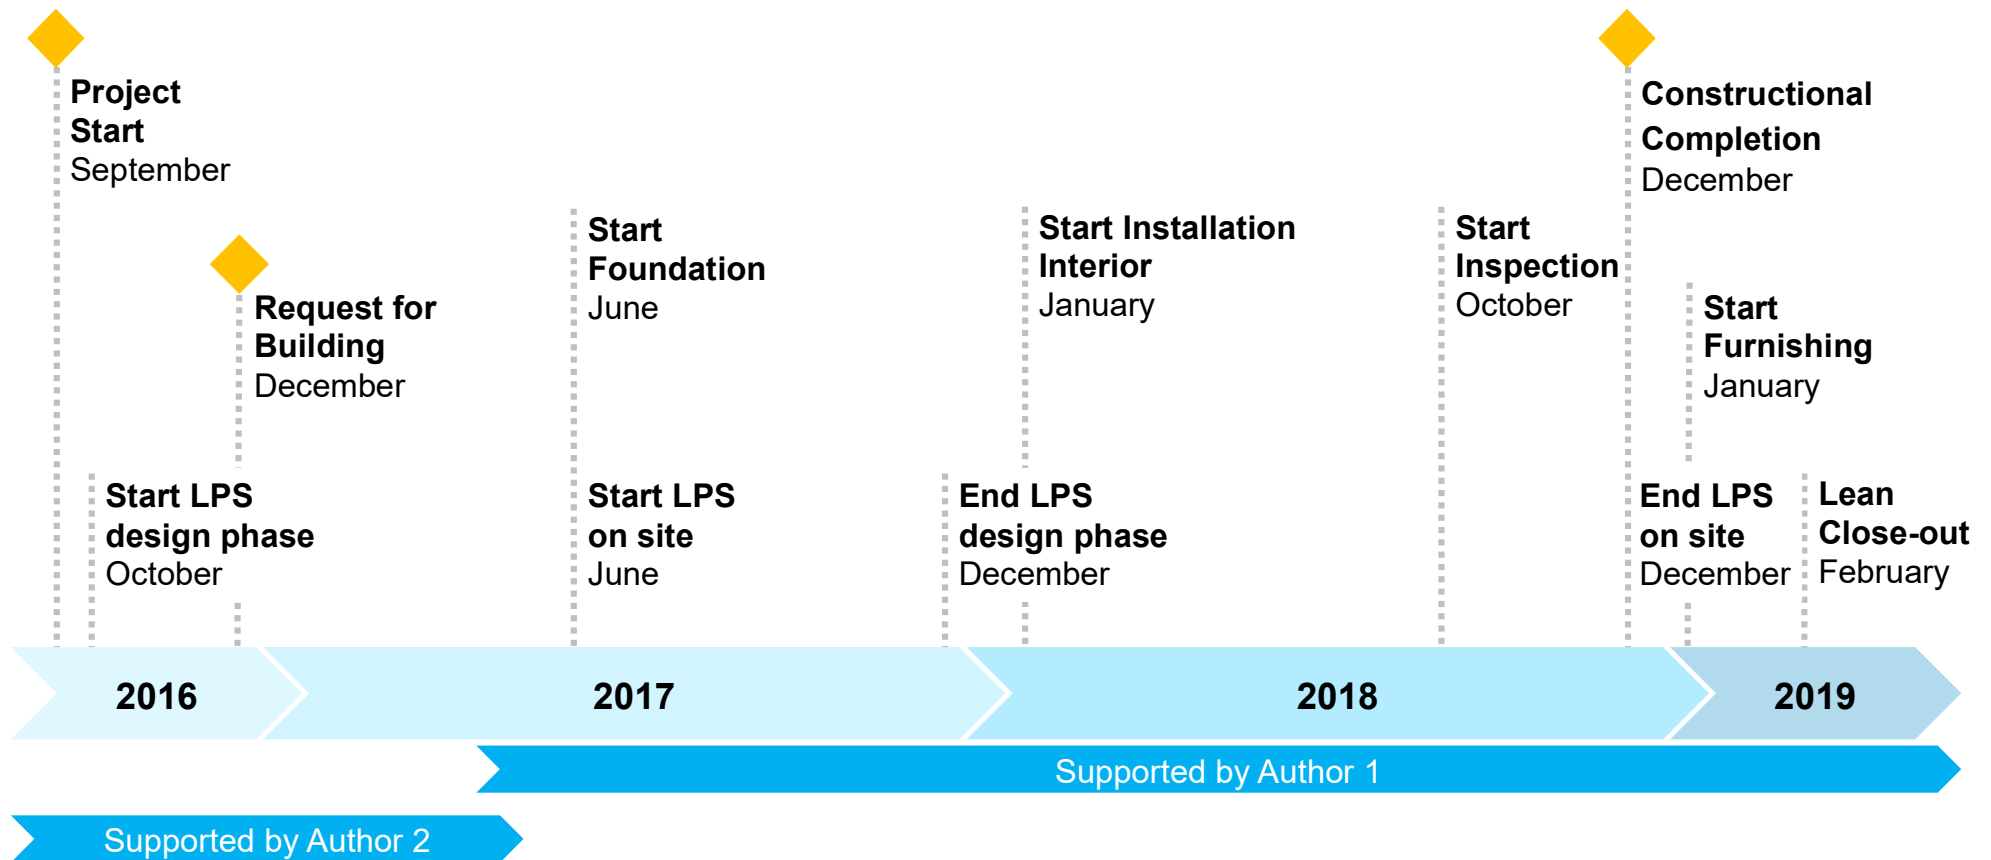 Project
Start
September
Constructional
Completion
December
Request for
Building
December
Start
Foundation
June
Start Installation
Interior
January
Start
Inspection
October
Start
Furnishing
January
Start LPS
design phase
October
Start LPS
on site
June
End LPS
design phase
December
End LPS
on site
December
Lean
Close-out
February
2016
2017
2018
2019
Supported by Author 1
Supported by Author 2